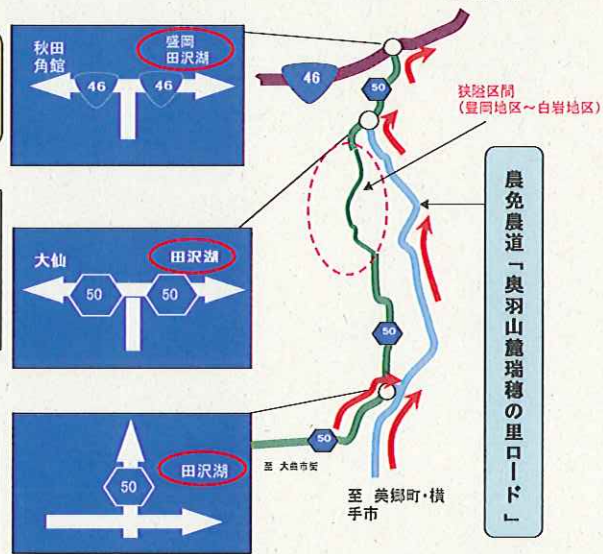 秋田
角館
盛岡
田沢湖
46
46
46
50
狭隘区間
(豊岡地区～白岩地区)
大仙
田沢湖
50
50
農免農道「奥羽山麓瑞穂の里ロード」
50
田沢湖
50
50
至 大曲市街
至 美郷町・横
手市